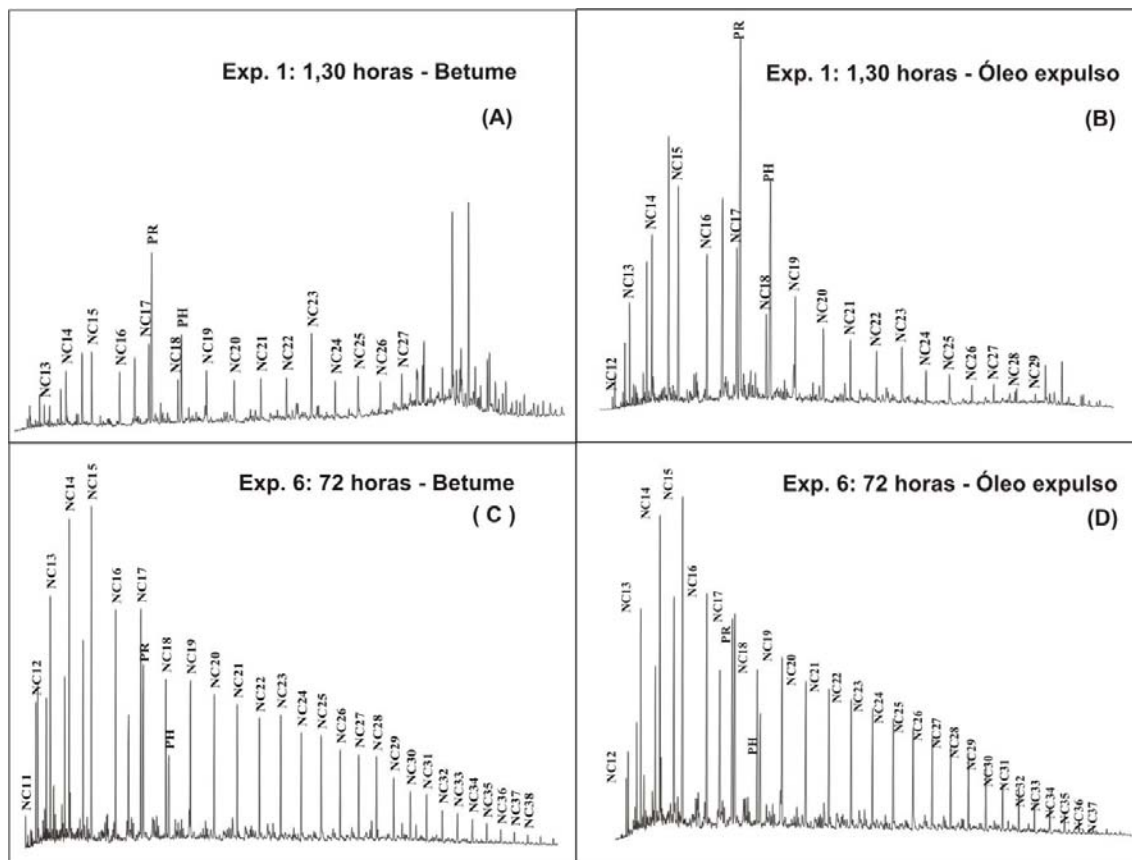 Exp. 1: 1,30 horas - Betume
(A)
NC13
NC14
NC15
NC16
NC17
PR
NC18
PH
NC19
NC20
NC21
NC22
NC23
NC24
NC25
NC26
NC27
Exp. 1: 1,30 horas - Óleo expulso
(B)
NC12
NC13
NC14
NC15
NC16
NC17
PR
NC18
PH
NC19
NC20
NC21
NC22
NC23
NC24
NC25
NC26
NC27
NC28
NC29
Exp. 6: 72 horas - Betume
( C )
NC11
NC12
NC13
NC14
NC15
NC16
NC17
PR
NC18
PH
NC19
NC20
NC21
NC22
NC23
NC24
NC25
NC26
NC27
NC28
NC29
NC30
NC31
NC32
NC33
NC34
NC35
NC36
NC37
NC38
Exp. 6: 72 horas - Óleo expulso
(D)
NC12
NC13
NC14
NC15
NC16
NC17
PR
NC18
PH
NC19
NC20
NC21
NC22
NC23
NC24
NC25
NC26
NC27
NC28
NC29
NC30
NC31
NC32
NC33
NC34
NC35
NC36
NC37